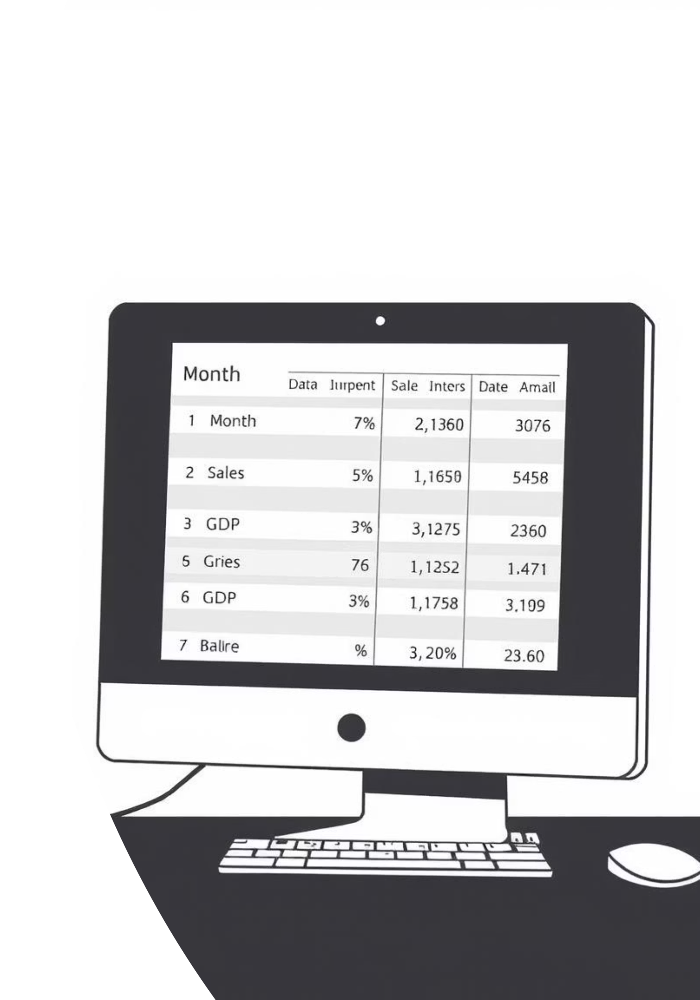 Month
Data Iurpent Sale Inters Date Amail
1 Month 7% 2,1360 3076
2 Sales 5% 1,1650 5458
3 GDP 3% 3,1275 2360
5 Gries 76 1,1252 1.471
6 GDP 3% 1,1758 3.199
7 Balire % 3,20% 23.60